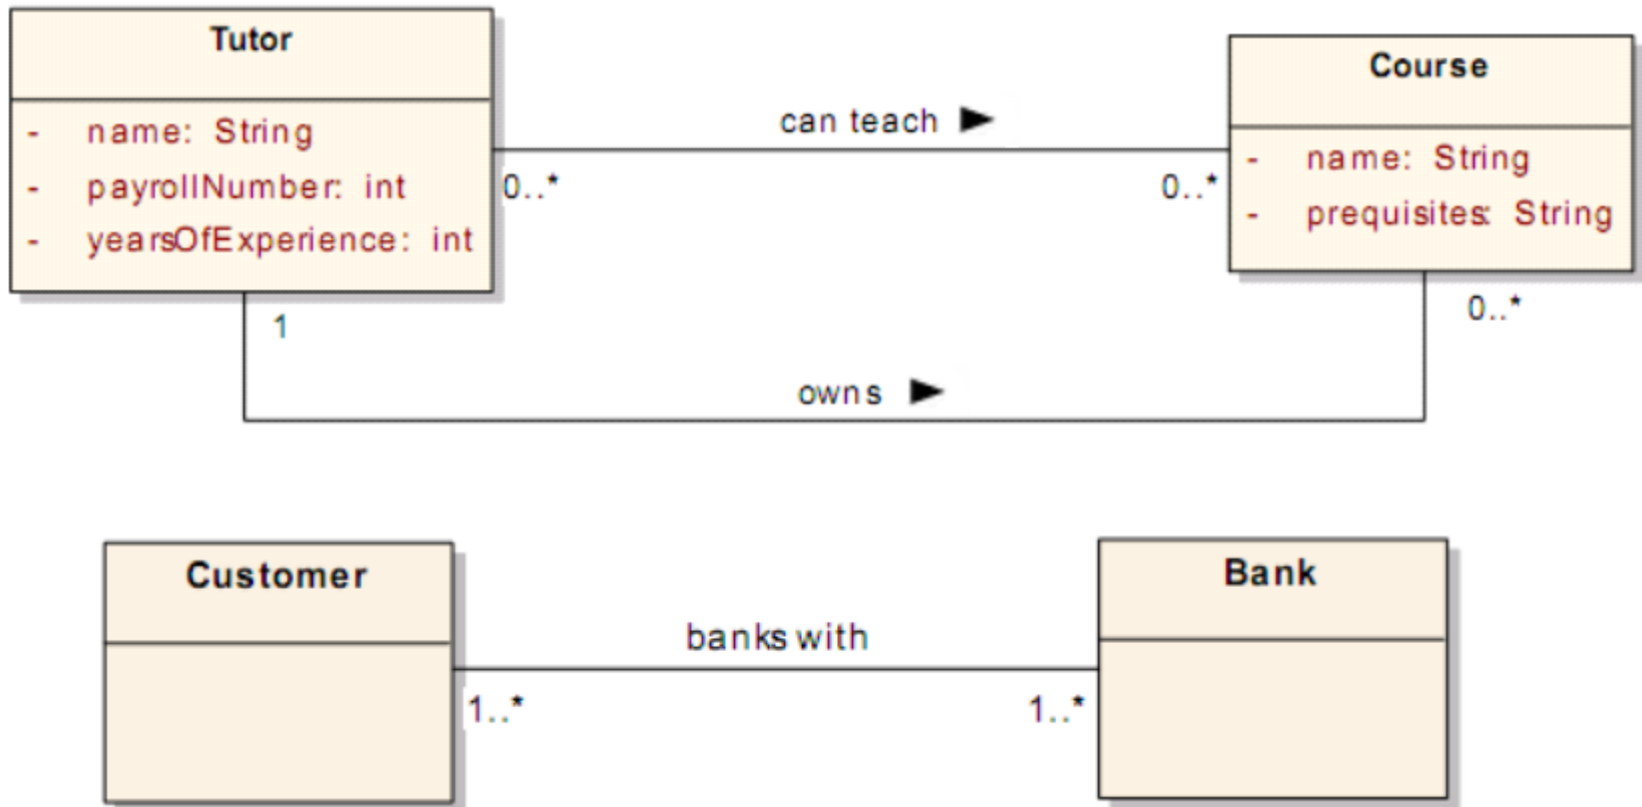 Tutor
- name: String
- payrollNumber: int
- yearsOfExperience: int
Course
- name: String
- prequisites: String
can teach ►
0..*
0..*
1
0..*
owns ►
Customer
Bank
banks with
1..*
1..*